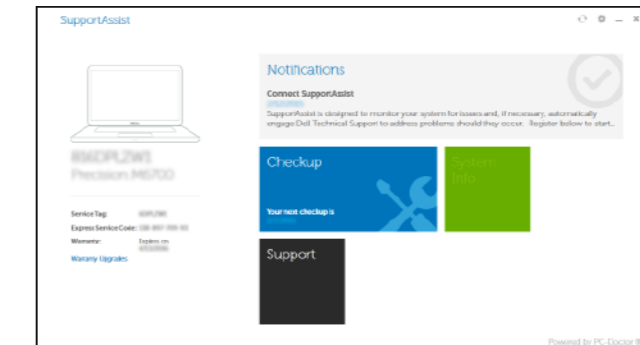 SupportAssist
Notifications
Connect SupportAssist
SupportAssist is designed to monitor your system for issues and, if necessary, automatically
engage Dell Technical Support to address problems should they occur. Register below to start...
Precision M6700
Checkup
System
Info
Your next checkup is
Service Tag:
Express Service Code:
Warranty: Expires on
Warranty Upgrades
Support
Powered by PC-Doctor